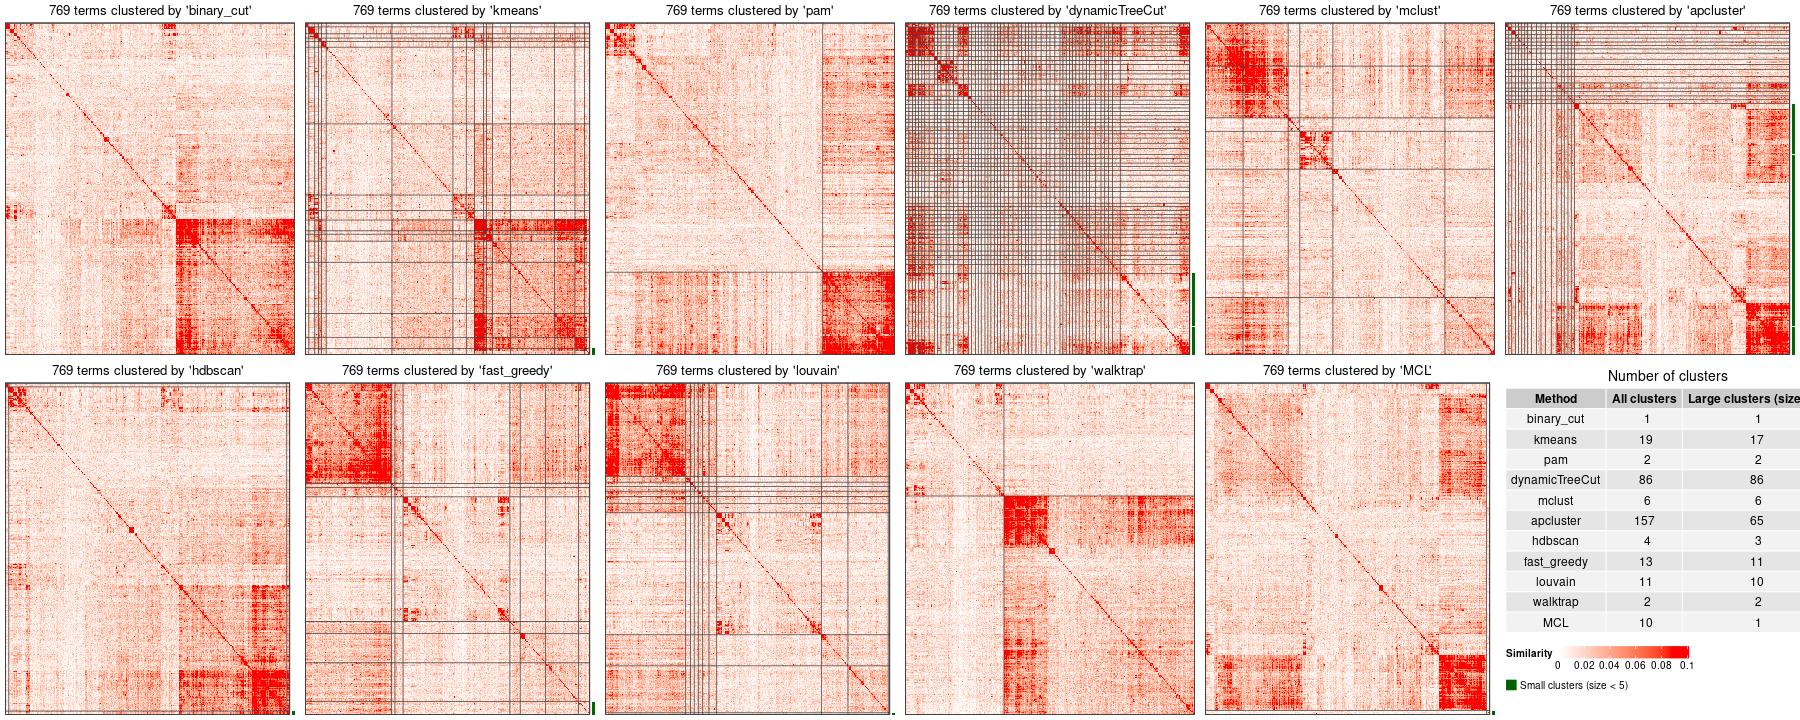 769 terms clustered by 'binary_cut'
769 terms clustered by 'kmeans'
769 terms clustered by 'pam'
769 terms clustered by 'dynamicTreeCut'
769 terms clustered by 'mclust'
769 terms clustered by 'apcluster'
769 terms clustered by 'hdbscan'
769 terms clustered by 'fast_greedy'
769 terms clustered by 'louvain'
769 terms clustered by 'walktrap'
769 terms clustered by 'MCL'
Number of clusters
Method All clusters Large clusters (size
binary_cut 1 1
kmeans 19 17
pam 2 2
dynamicTreeCut 86 86
mclust 6 6
apcluster 157 65
hdbscan 4 3
fast_greedy 13 11
louvain 11 10
walktrap 2 2
MCL 10 1
Similarity
0 0.02 0.04 0.06 0.08 0.1
Small clusters (size < 5)